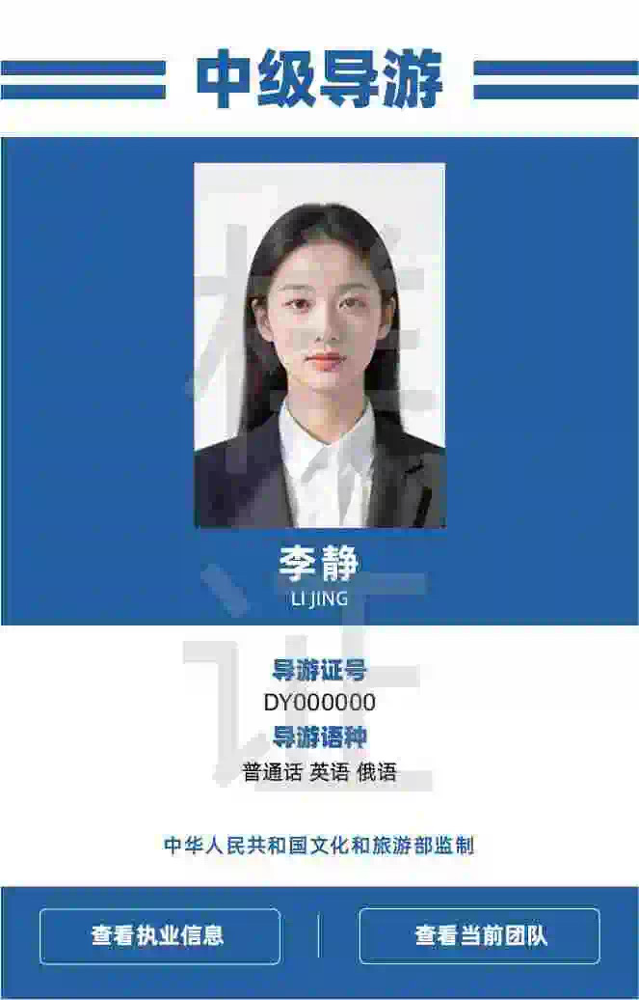 中级导游
李静
LI JING
导游证号
DY000000
导游语种
普通话 英语 俄语
中华人民共和国文化和旅游部监制
查看执业信息
查看当前团队
样
证